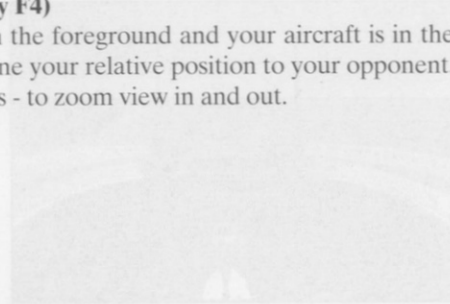 y F4)
the foreground and your aircraft is in the
ne your relative position to your opponent
s - to zoom view in and out.